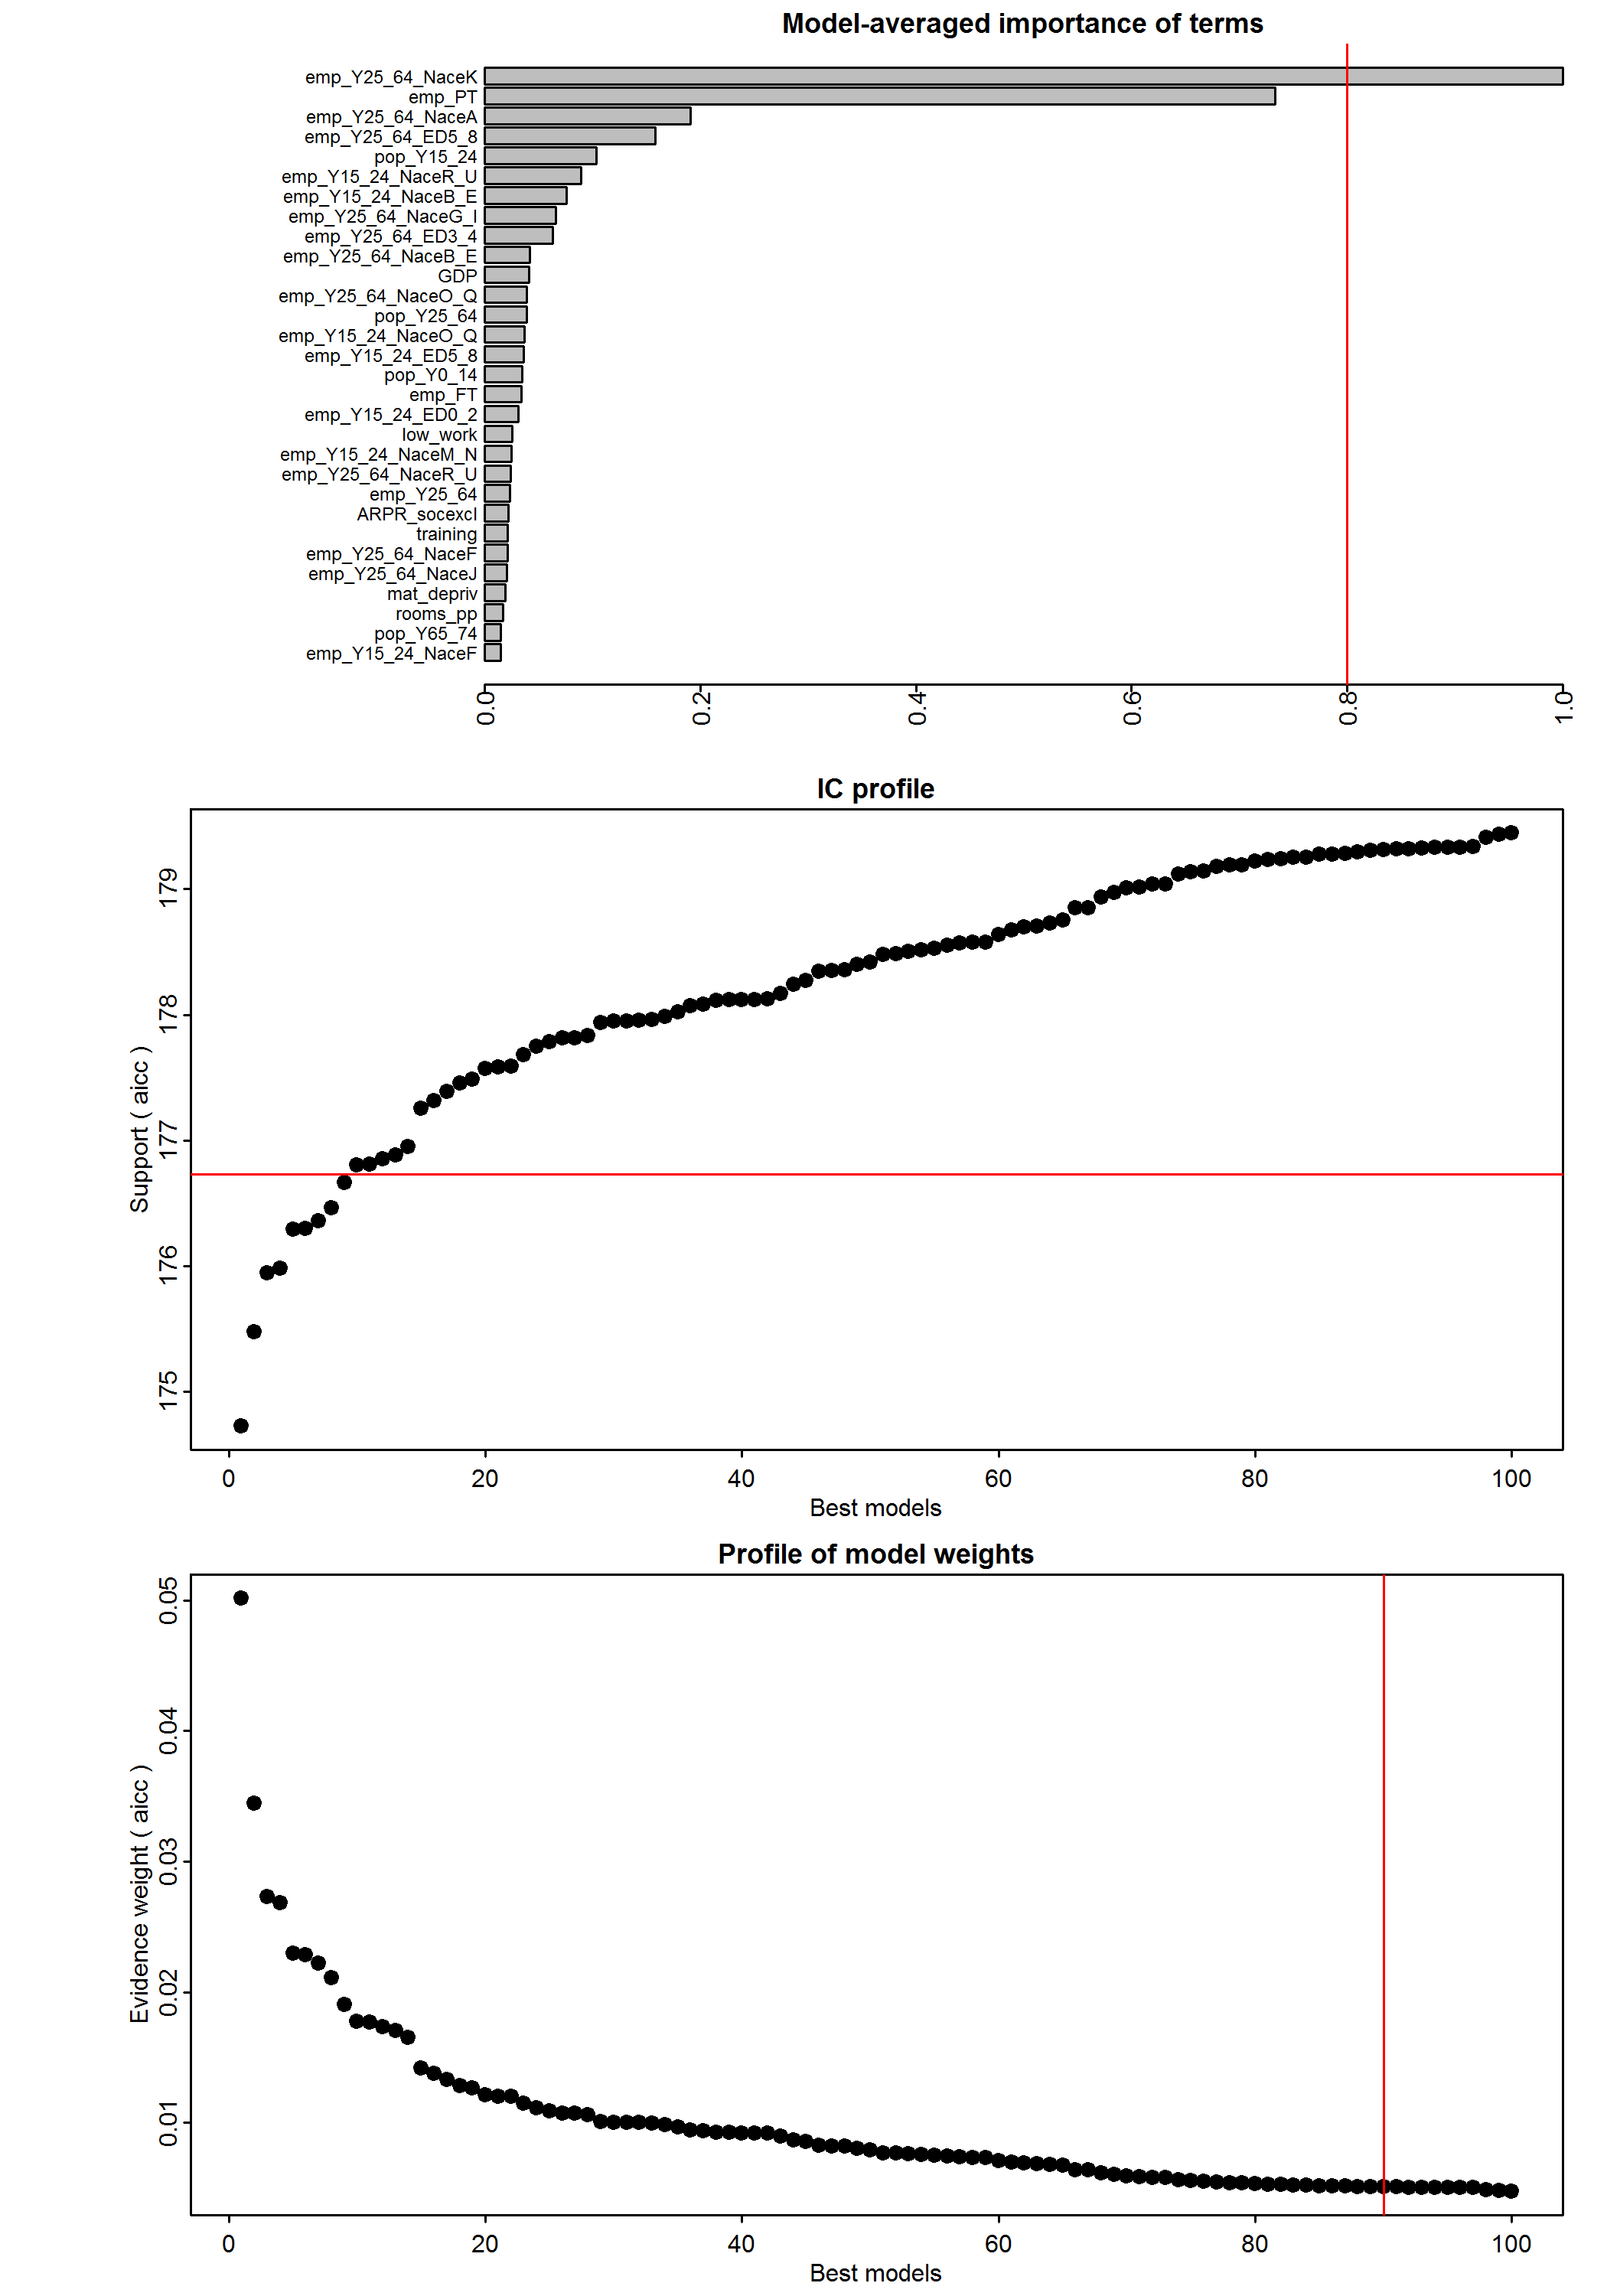 Model-averaged importance of terms
emp_Y25_64_NaceK
emp_PT
emp_Y25_64_NaceA
emp_Y25_64_ED5_8
pop_Y15_24
emp_Y15_24_NaceR_U
emp_Y15_24_NaceB_E
emp_Y25_64_NaceG_I
emp_Y25_64_ED3_4
emp_Y25_64_NaceB_E
GDP
emp_Y25_64_NaceO_Q
pop_Y25_64
emp_Y15_24_NaceO_Q
emp_Y15_24_ED5_8
pop_Y0_14
emp_FT
emp_Y15_24_ED0_2
low_work
emp_Y15_24_NaceM_N
emp_Y25_64_NaceR_U
emp_Y25_64
ARPR_socexcl
training
emp_Y25_64_NaceF
emp_Y25_64_NaceJ
mat_depriv
rooms_pp
pop_Y65_74
emp_Y15_24_NaceF
0.0 0.2 0.4 0.6 0.8 1.0
IC profile
Support ( aicc )
179
178
177
176
175
0 20 40 60 80 100
Best models
Profile of model weights
Evidence weight ( aicc )
0.05
0.04
0.03
0.02
0.01
0 20 40 60 80 100
Best models